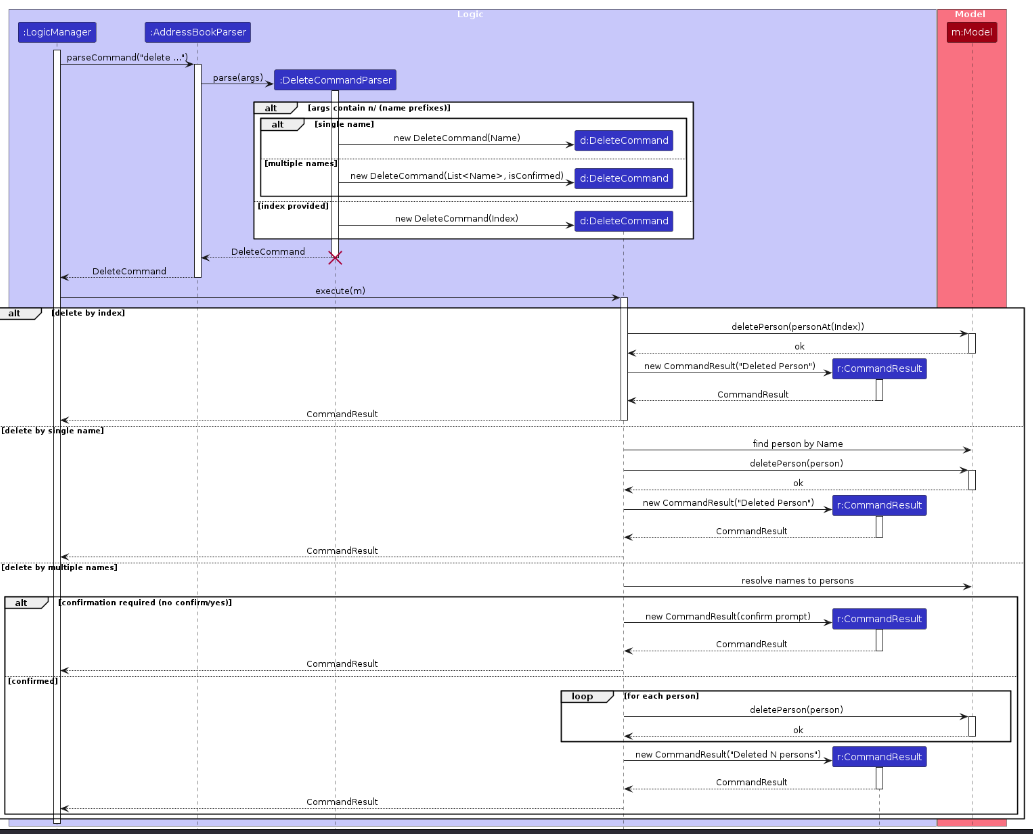 Logic
Model
:LogicManager
:AddressBookParser
m:Model
parseCommand("delete ...")
parse(args)
:DeleteCommandParser
alt
[args contain n/ (name prefixes)]
alt
[single name]
new DeleteCommand(Name)
d:DeleteCommand
[multiple names]
new DeleteCommand(List<Name>, isConfirmed)
d:DeleteCommand
[index provided]
new DeleteCommand(Index)
d:DeleteCommand
DeleteCommand
DeleteCommand
execute(m)
alt
[delete by index]
deletePerson(personAt(Index))
ok
new CommandResult("Deleted Person")
r:CommandResult
CommandResult
CommandResult
[delete by single name]
find person by Name
deletePerson(person)
ok
new CommandResult("Deleted Person")
r:CommandResult
CommandResult
CommandResult
[delete by multiple names]
resolve names to persons
alt
[confirmation required (no confirm/yes)]
new CommandResult(confirm prompt)
r:CommandResult
CommandResult
CommandResult
[confirmed]
loop
[for each person]
deletePerson(person)
ok
new CommandResult("Deleted N persons")
r:CommandResult
CommandResult
CommandResult